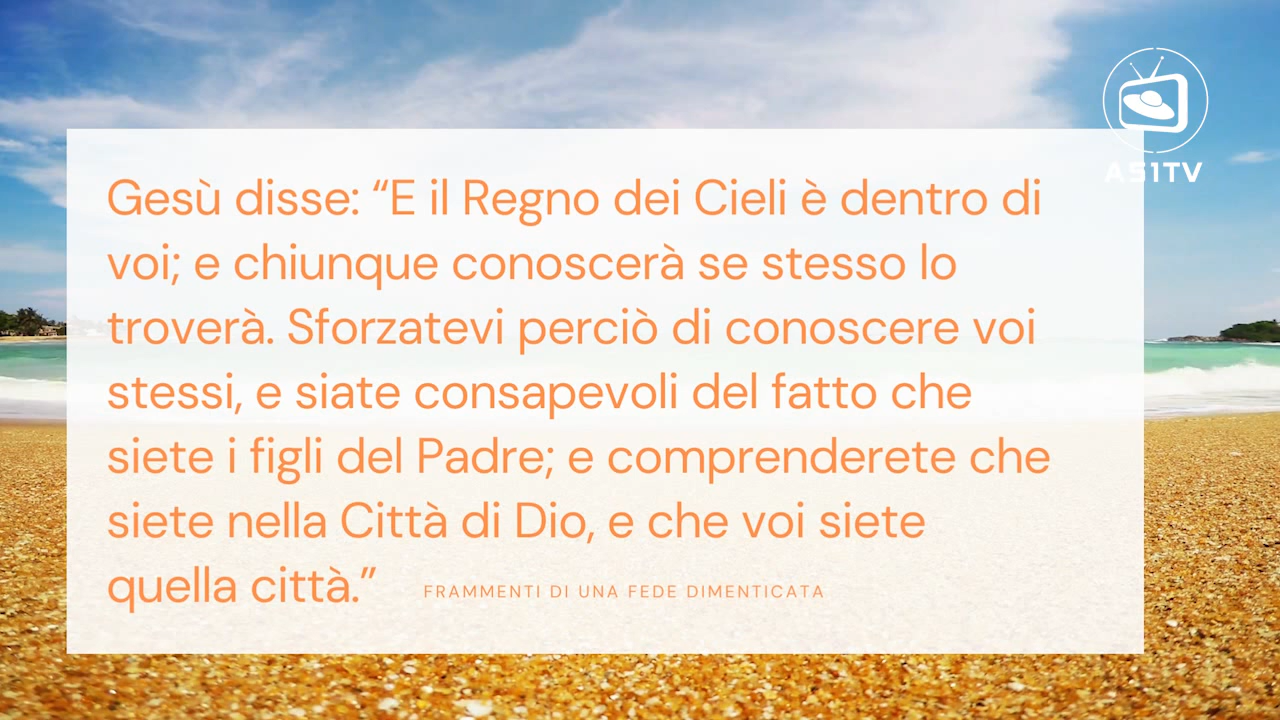 A51TV
Gesù disse: “E il Regno dei Cieli è dentro di
voi; e chiunque conoscerà se stesso lo
troverà. Sforzatevi perciò di conoscere voi
stessi, e siate consapevoli del fatto che
siete i figli del Padre; e comprenderete che
siete nella Città di Dio, e che voi siete
quella città.”
FRAMMENTI DI UNA FEDE DIMENTICATA